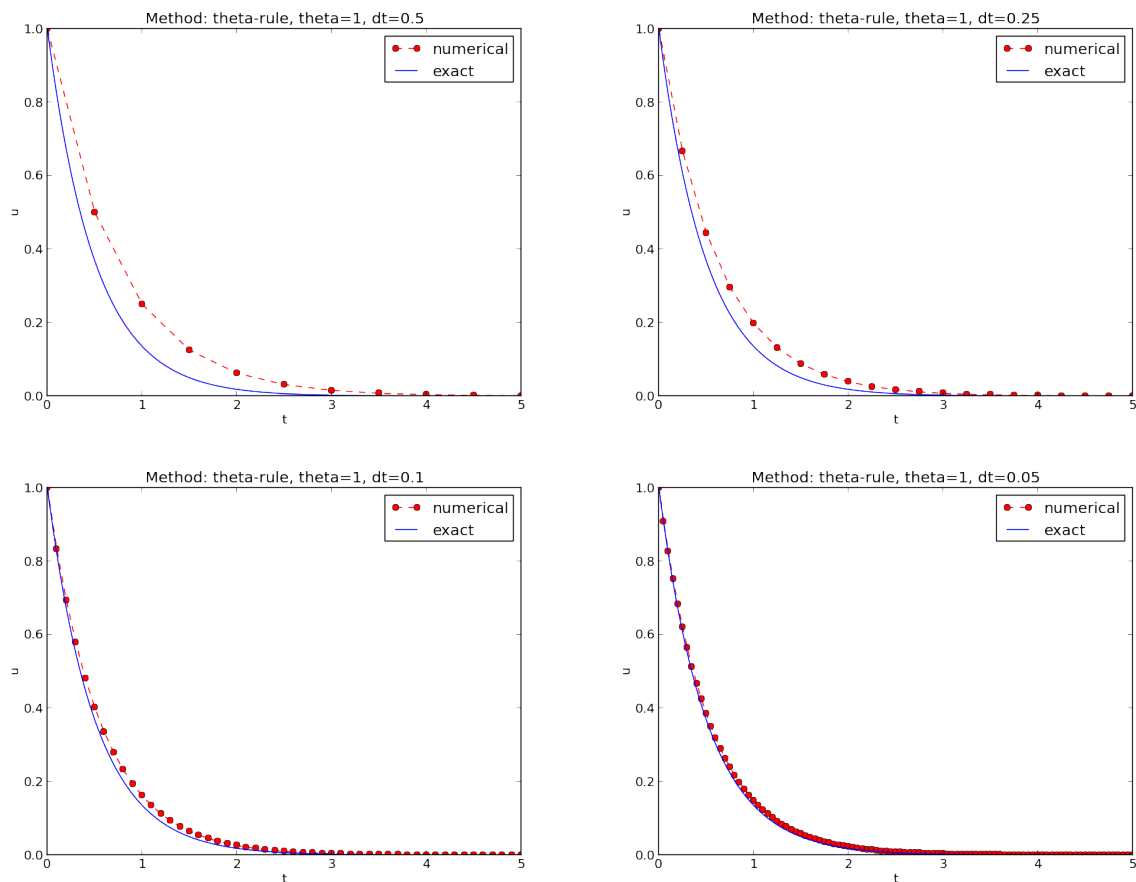 Method: theta-rule, theta=1, dt=0.5
1.0
0.8
0.6
0.4
0.2
0.0
u
0 1 2 3 4 5
t
numerical
exact
Method: theta-rule, theta=1, dt=0.25
1.0
0.8
0.6
0.4
0.2
0.0
u
0 1 2 3 4 5
t
numerical
exact
Method: theta-rule, theta=1, dt=0.1
1.0
0.8
0.6
0.4
0.2
0.0
u
0 1 2 3 4 5
t
numerical
exact
Method: theta-rule, theta=1, dt=0.05
1.0
0.8
0.6
0.4
0.2
0.0
u
0 1 2 3 4 5
t
numerical
exact